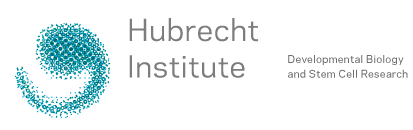 Hubrecht
Institute
Developmental Biology
and Stem Cell Research